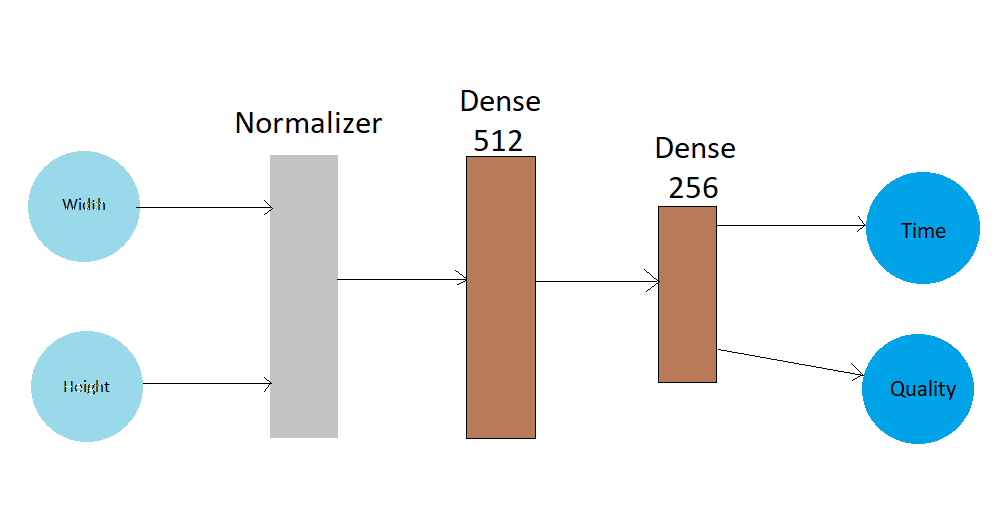 Normalizer
Dense
512
Dense
256
Width
Height
Time
Quality